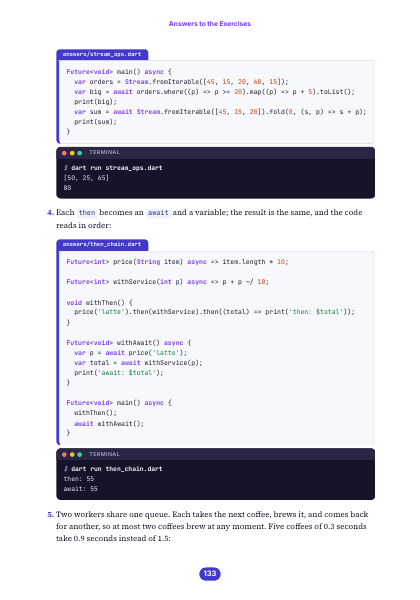 Answers to the Exercises
answers/stream_ops.dart
Future<void> main() async {
  var orders = Stream.fromIterable([45, 15, 20, 60, 15]);
  var big = await orders.where((p) => p >= 20).map((p) => p + 5).toList();
  print(big);
  var sum = await Stream.fromIterable([45, 15, 20]).fold(0, (s, p) => s + p);
  print(sum);
}
TERMINAL
$ dart run stream_ops.dart
[50, 25, 65]
80
4. Each then becomes an await and a variable; the result is the same, and the code
reads in order:
answers/then_chain.dart
Future<int> price(String item) async => item.length * 10;
Future<int> withService(int p) async => p + p ~/ 10;
void withThen() {
  price('latte').then(withService).then((total) => print('then: $total'));
}
Future<void> withAwait() async {
  var p = await price('latte');
  var total = await withService(p);
  print('await: $total');
}
Future<void> main() async {
  withThen();
  await withAwait();
}
TERMINAL
$ dart run then_chain.dart
then: 55
await: 55
5. Two workers share one queue. Each takes the next coffee, brews it, and comes back
for another, so at most two coffees brew at any moment. Five coffees of 0.3 seconds
take 0.9 seconds instead of 1.5:
133